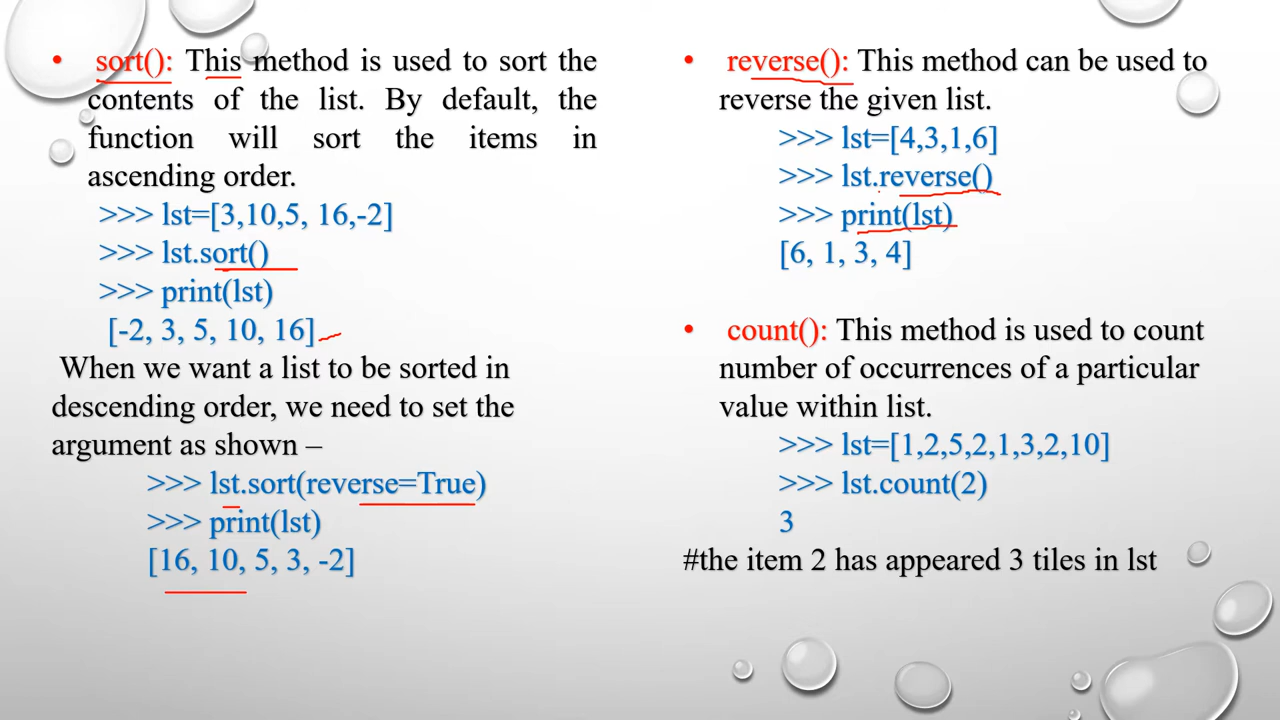 • sort(): This method is used to sort the
contents of the list. By default, the
function will sort the items in
ascending order.
>>> lst=[3,10,5, 16,-2]
>>> lst.sort()
>>> print(lst)
[-2, 3, 5, 10, 16]
When we want a list to be sorted in
descending order, we need to set the
argument as shown –
>>> lst.sort(reverse=True)
>>> print(lst)
[16, 10, 5, 3, -2]
• reverse(): This method can be used to
reverse the given list.
>>> lst=[4,3,1,6]
>>> lst.reverse()
>>> print(lst)
[6, 1, 3, 4]
• count(): This method is used to count
number of occurrences of a particular
value within list.
>>> lst=[1,2,5,2,1,3,2,10]
>>> lst.count(2)
3
#the item 2 has appeared 3 tiles in lst